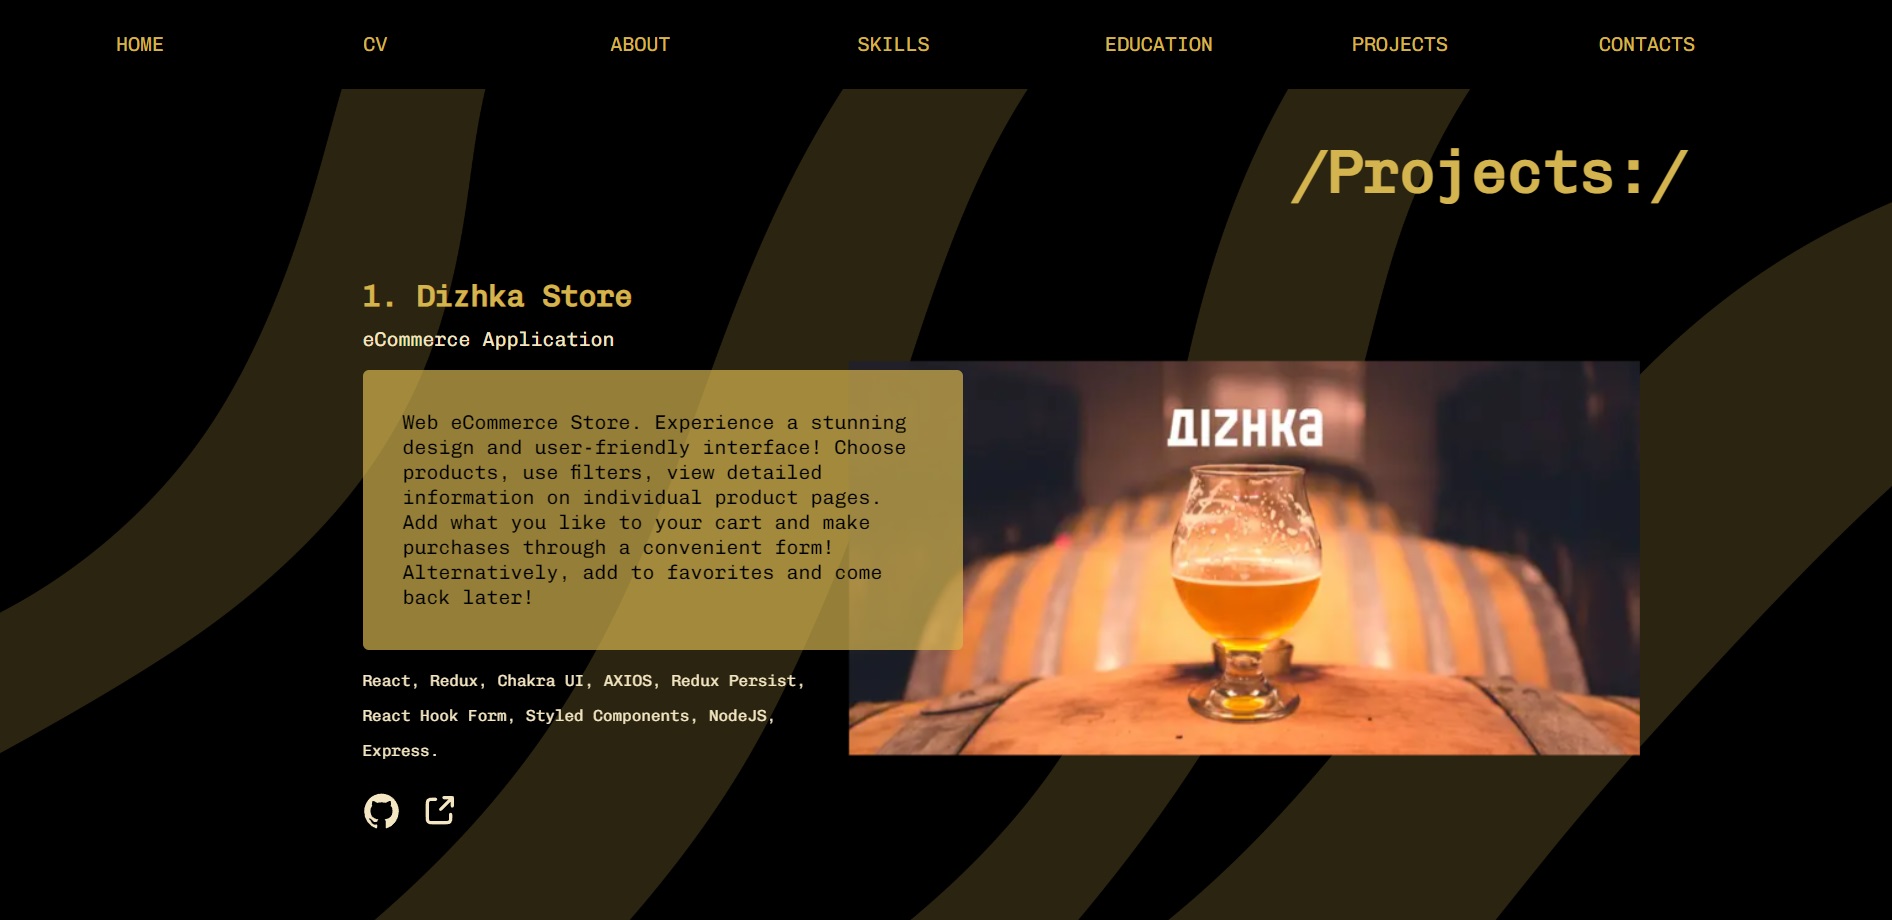 HOME CV ABOUT SKILLS EDUCATION PROJECTS CONTACTS
/Projects:/
1. Dizhka Store
eCommerce Application
Web eCommerce Store. Experience a stunning
design and user-friendly interface! Choose
products, use filters, view detailed
information on individual product pages.
Add what you like to your cart and make
purchases through a convenient form!
Alternatively, add to favorites and come
back later!
ДІZHKa
React, Redux, Chakra UI, AXIOS, Redux Persist,
React Hook Form, Styled Components, NodeJS,
Express.